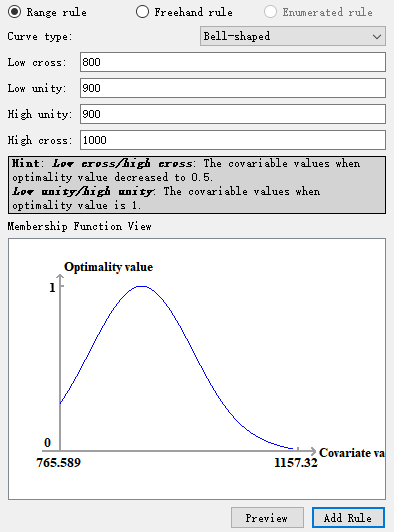 Range rule Freehand rule Enumerated rule
Curve type: Bell-shaped
Low cross: 800
Low unity: 900
High unity: 900
High cross: 1000
Hint: Low cross/high cross: The covariable values when
optimality value decreased to 0.5.
Low unity/high unity: The covariable values when
optimality value is 1.
Membership Function View
Optimality value
1
0
765.589 1157.32 Covariate va
Preview Add Rule